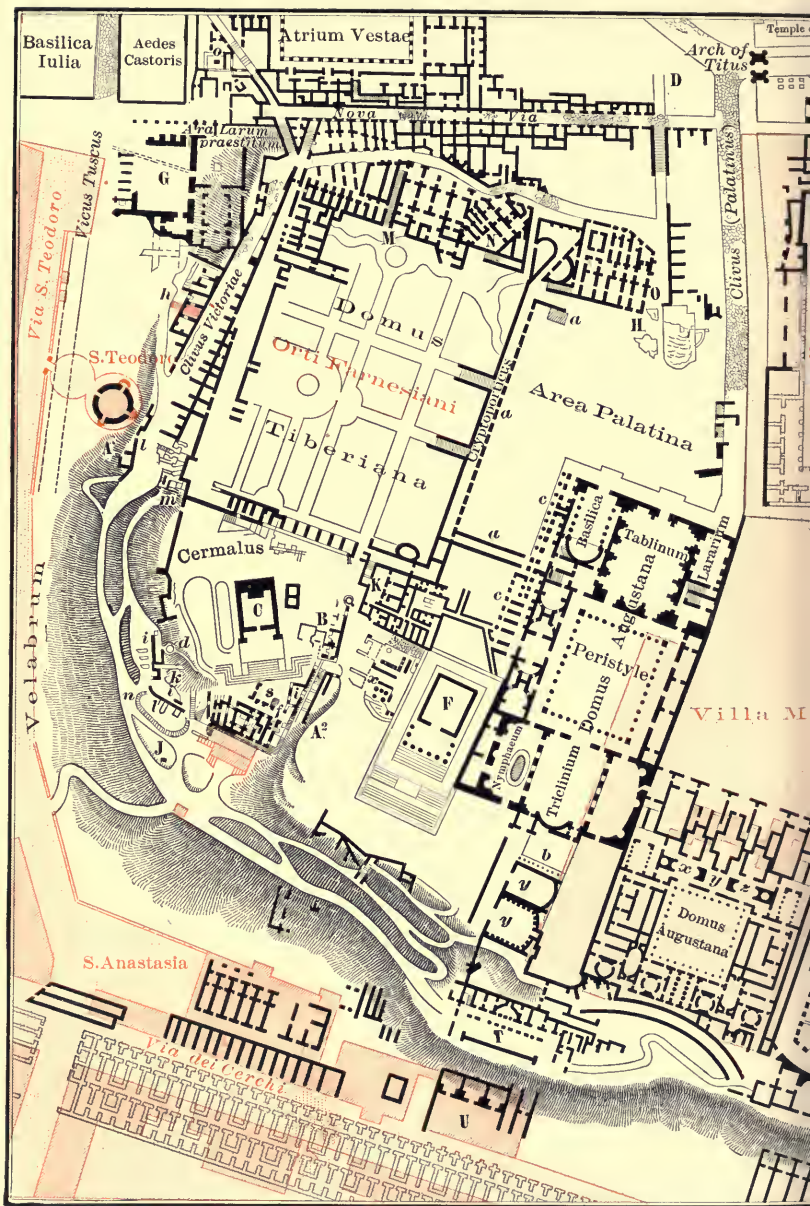 Basilica
Iulia
Aedes
Castoris
o
Atrium Vestae
Temple
Arch of
Titus
D
Nova Via
Ara Larum
praestitum
Vicus Tuscus
G
Via S. Teodoro
Clivus (Palatinus)
M
N
O
H
h
Clivus Victoriae
Domus
a
S. Teodoro
Orti Farnesiani
Cryptoporticus
a
Area Palatina
A
l
Tiberiana
m
c
Basilica
Tablinum
Lararium
a
Cermalus
K
c
Augustana
Velabrum
C
B
Peristyle
i
d
k
x
F
Domus
Villa M
n
l
s
A²
Nymphaeum
J
Triclinium
b
x y z
y
Domus
Augustana
y
S. Anastasia
r
Via dei Cerchi
U